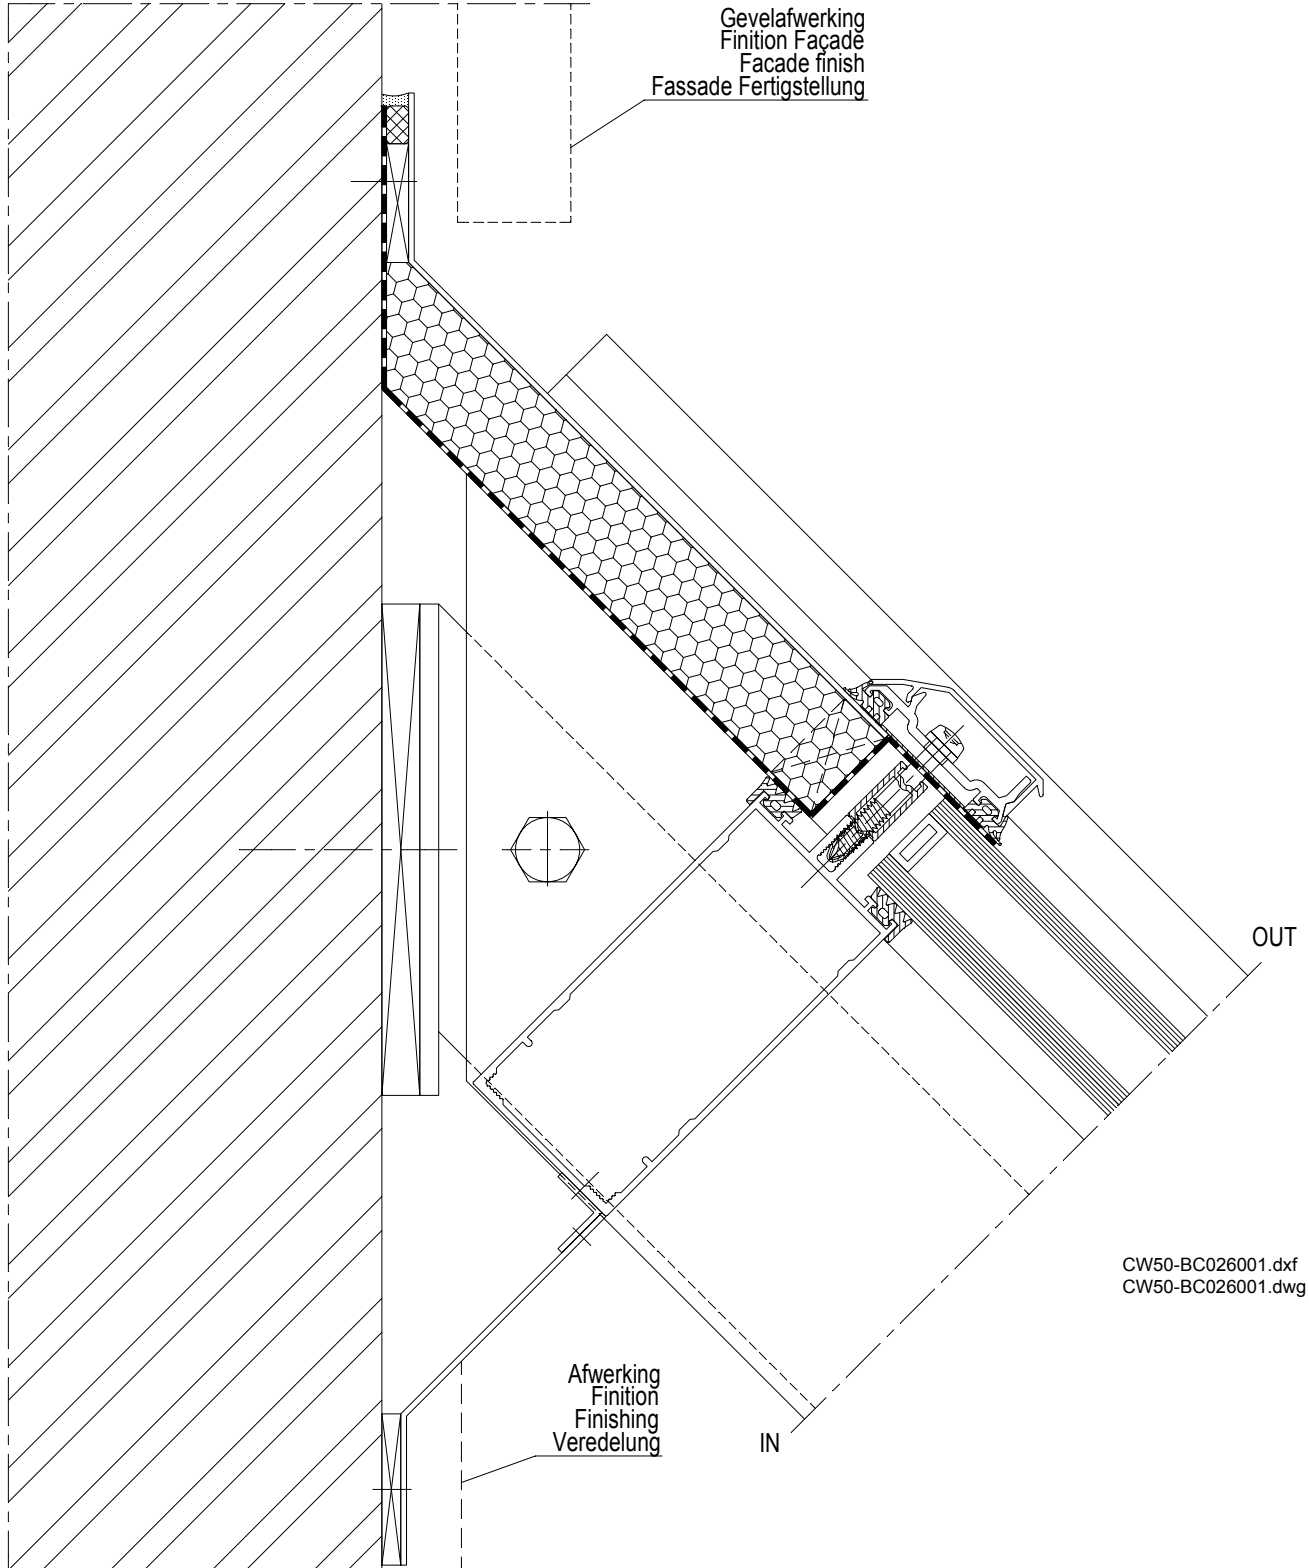 Gevelafwerking
Finition Façade
Facade finish
Fassade Fertigstellung
OUT
CW50-BC026001.dxf
CW50-BC026001.dwg
Afwerking
Finition
Finishing
Veredelung
IN